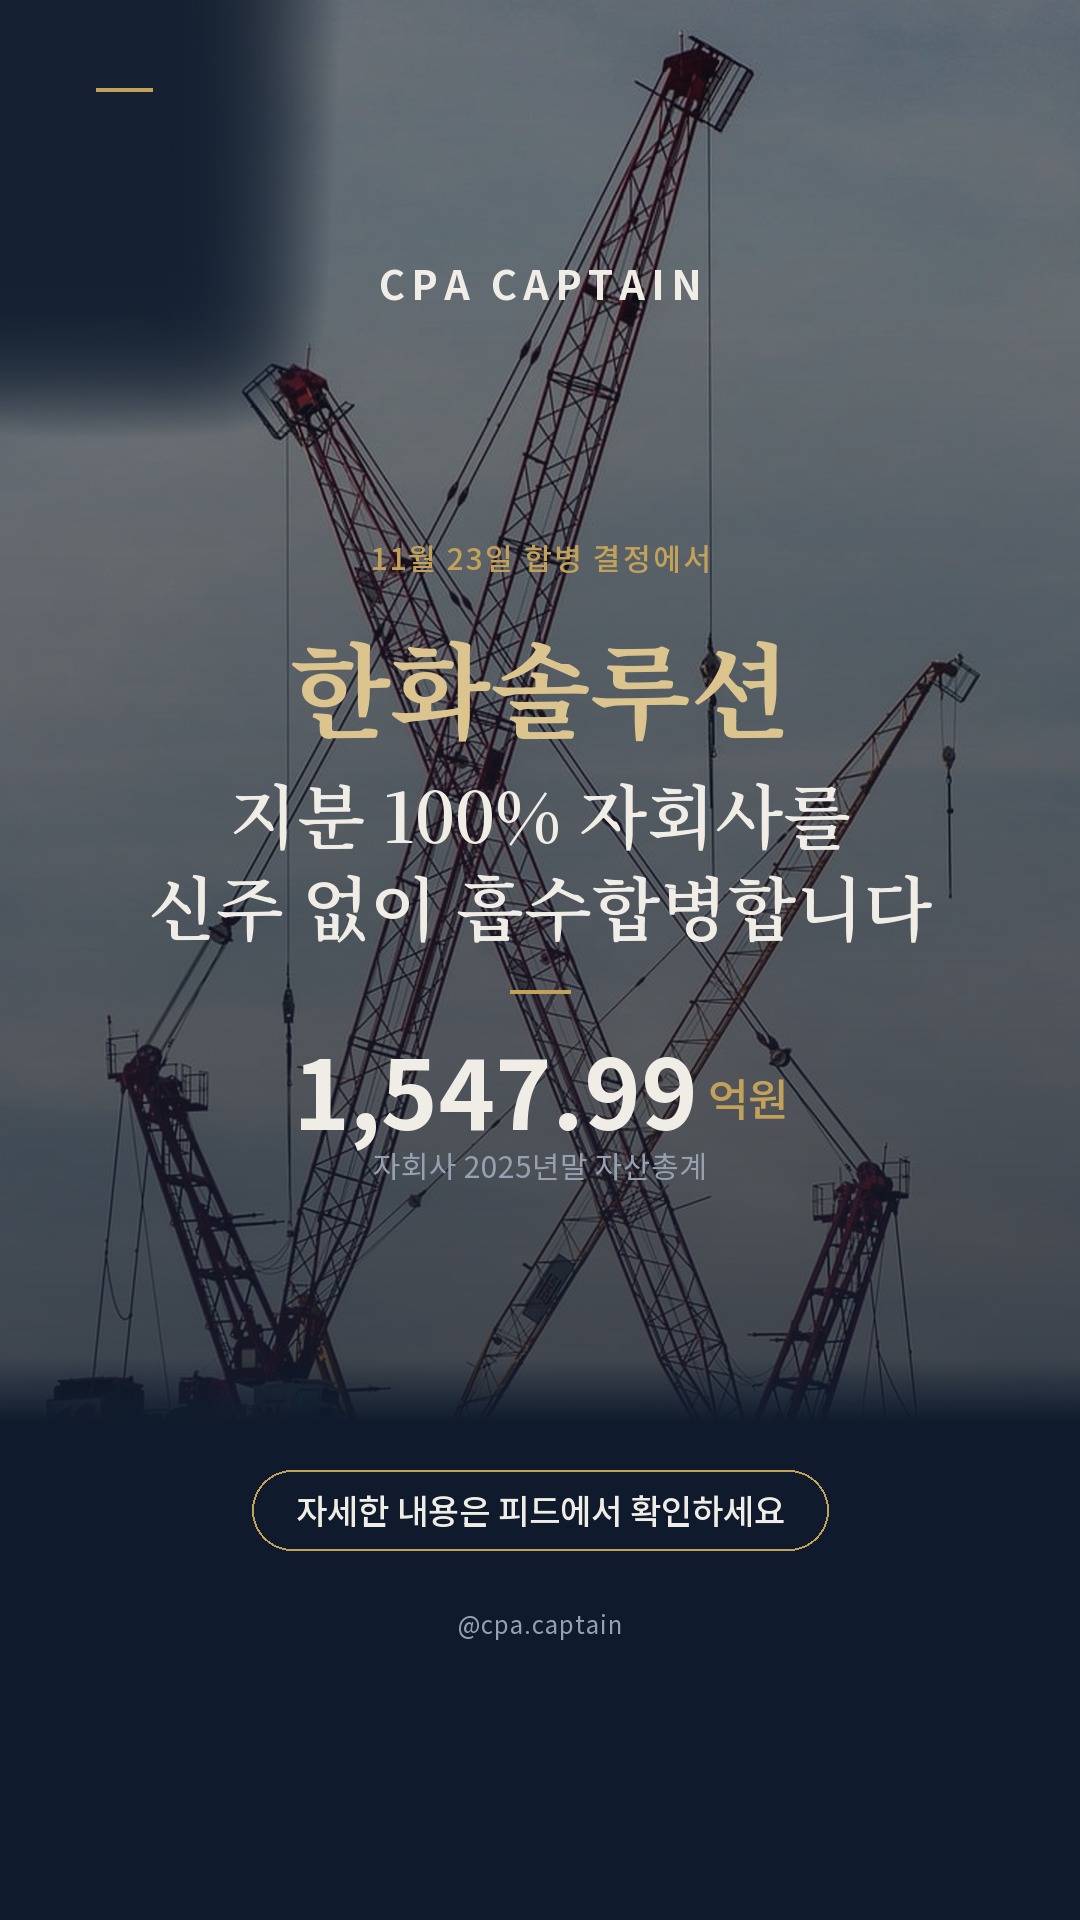 CPA CAPTAIN
11월 23일 합병 결정에서
한화솔루션
지분 100% 자회사를
신주 없이 흡수합병합니다
1,547.99 억원
자회사 2025년말 자산총계
자세한 내용은 피드에서 확인하세요
@cpa.captain